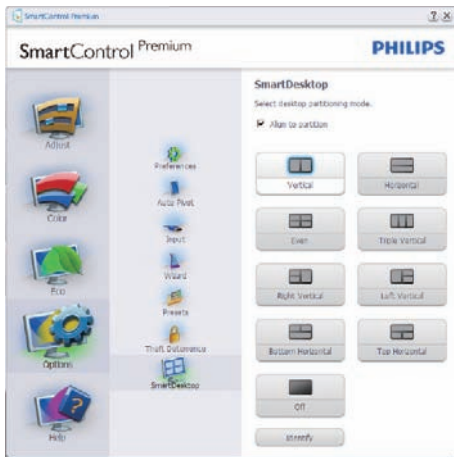 SmartControl Premium
SmartControl Premium
PHILIPS
Adjust
Color
Eco
Options
Help
Preferences
Auto Pivot
Input
Wizard
Presets
Theft Deterrence
SmartDesktop
SmartDesktop
Select desktop partitioning mode.
Align to partition
Vertical
Horizontal
Even
Triple Vertical
Right Vertical
Left Vertical
Bottom Horizontal
Top Horizontal
Off
Identify